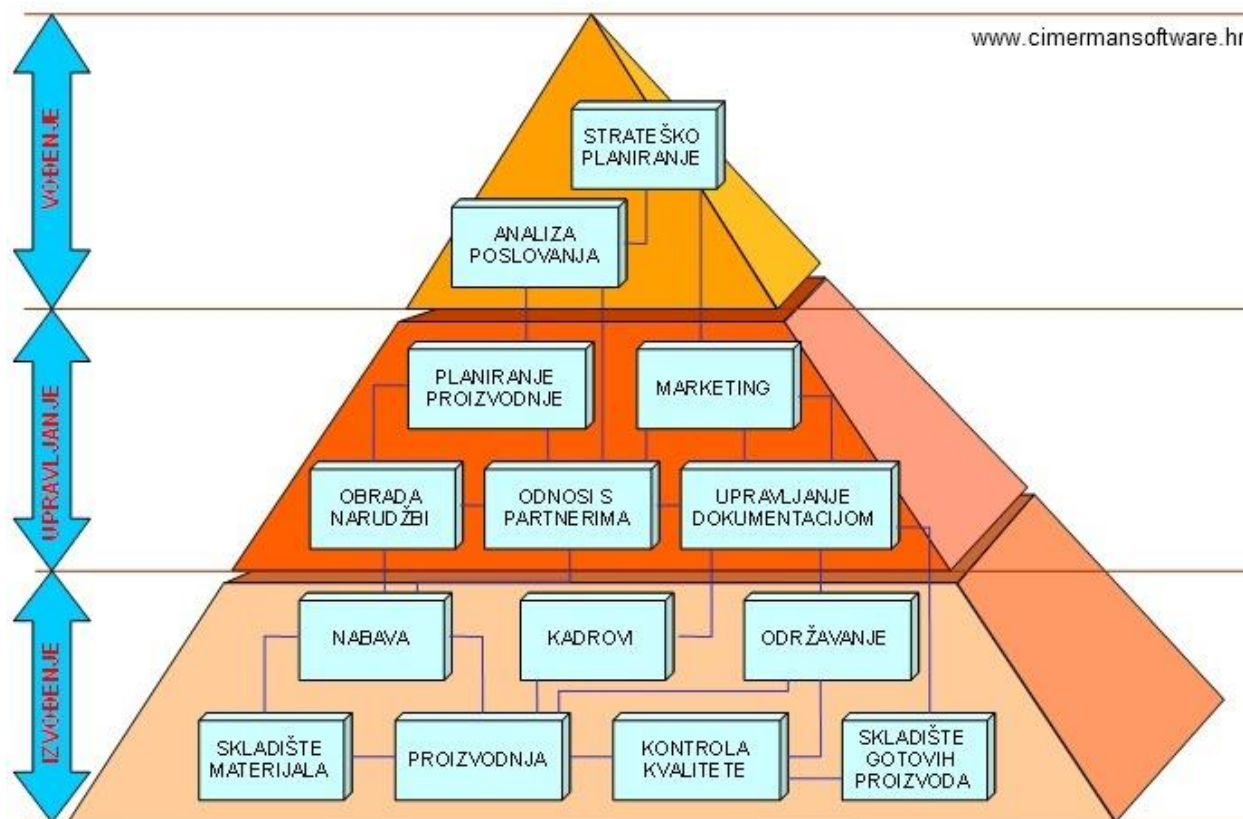 www.cimermansoftware.hr
VOĐENJE
STRATEŠKO
PLANIRANJE
ANALIZA
POSLOVANJA
UPRAVLJANJE
PLANIRANJE
PROIZVODNJE
MARKETING
OBRADA
NARUDŽBI
ODNOSI S
PARTNERIMA
UPRAVLJANJE
DOKUMENTACIJOM
IZVOĐENJE
NABAVA
KADROVI
ODRŽAVANJE
SKLADIŠTE
MATERIJALA
PROIZVODNJA
KONTROLA
KVALITETE
SKLADIŠTE
GOTOVIH
PROIZVODA